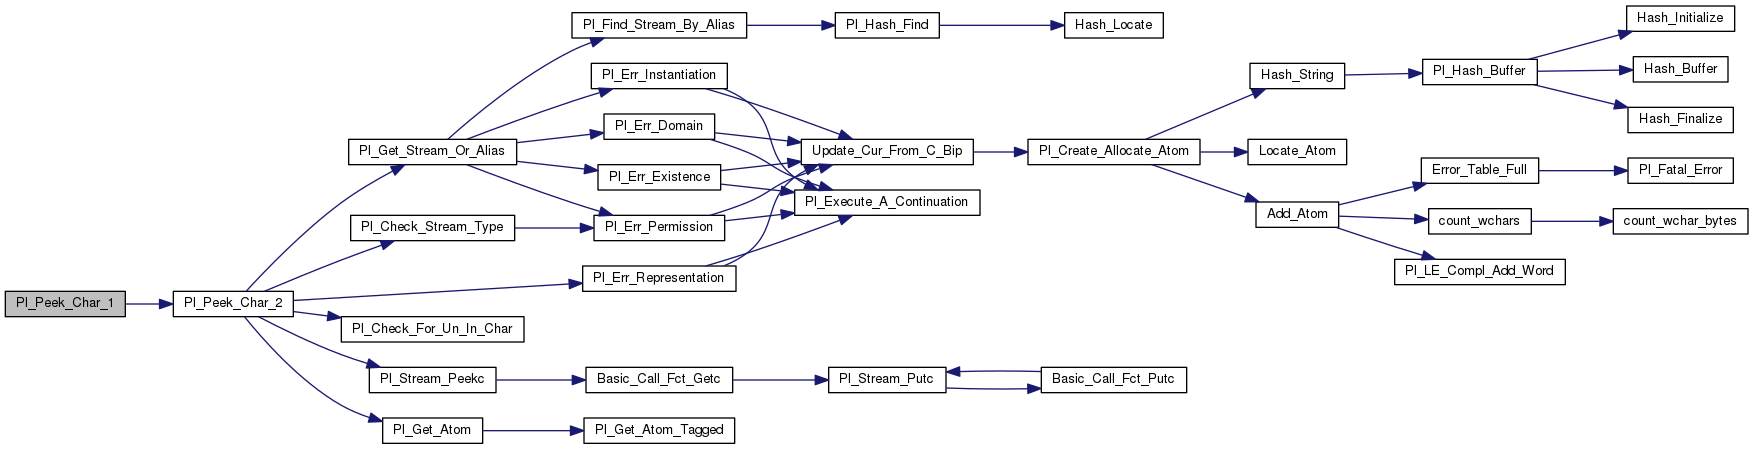 Pl_Peek_Char_1
Pl_Peek_Char_2
Pl_Get_Stream_Or_Alias
Pl_Check_Stream_Type
Pl_Check_For_Un_In_Char
Pl_Stream_Peekc
Pl_Get_Atom
Pl_Find_Stream_By_Alias
Pl_Err_Instantiation
Pl_Err_Domain
Pl_Err_Existence
Pl_Err_Permission
Pl_Err_Representation
Basic_Call_Fct_Getc
Pl_Get_Atom_Tagged
Pl_Hash_Find
Update_Cur_From_C_Bip
Pl_Execute_A_Continuation
Pl_Stream_Putc
Hash_Locate
Pl_Create_Allocate_Atom
Basic_Call_Fct_Putc
Hash_String
Locate_Atom
Add_Atom
Pl_Hash_Buffer
Error_Table_Full
count_wchars
Pl_LE_Compl_Add_Word
Hash_Initialize
Hash_Buffer
Hash_Finalize
Pl_Fatal_Error
count_wchar_bytes